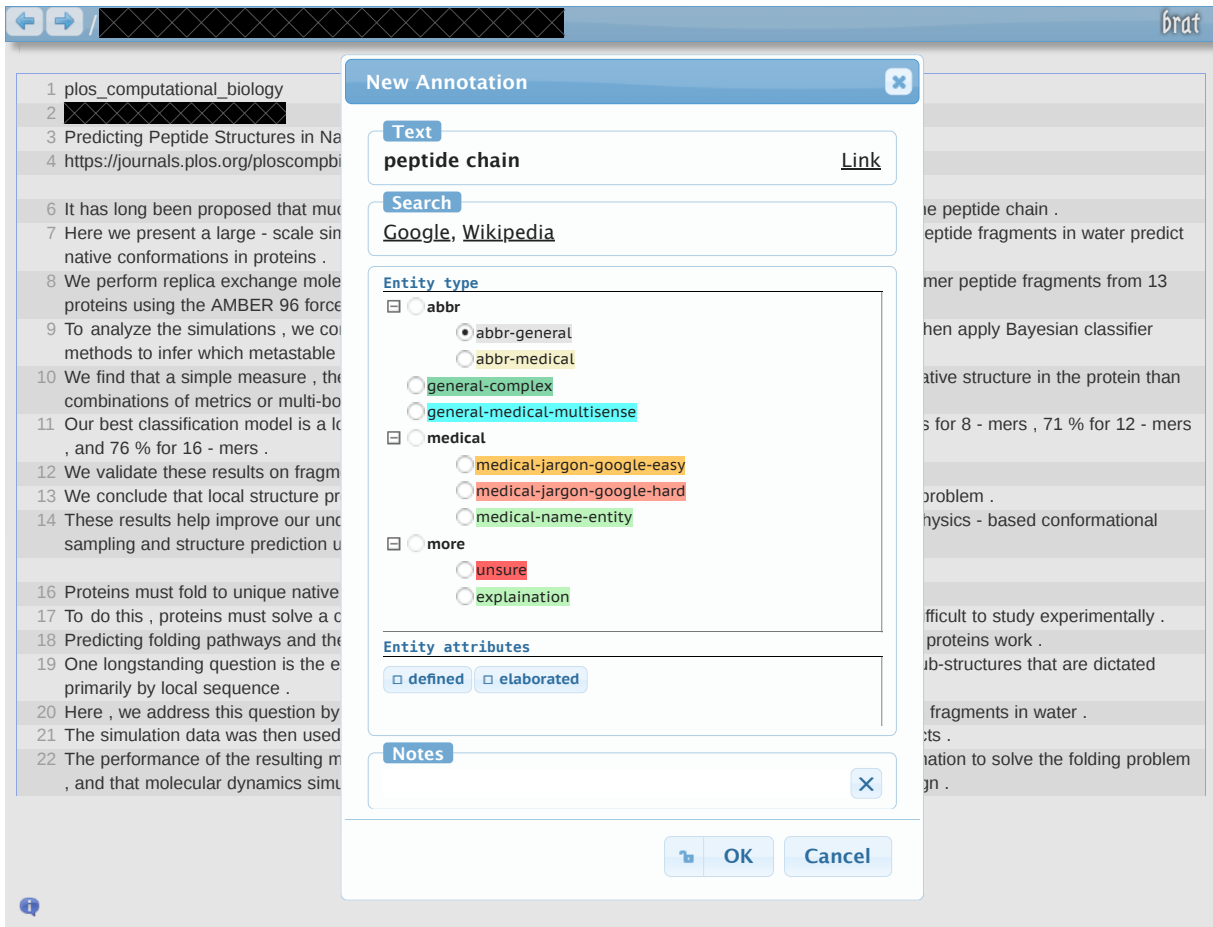 /
brat
1 plos_computational_biology
2
3 Predicting Peptide Structures in Na
4 https://journals.plos.org/ploscompbi
6 It has long been proposed that muc
e peptide chain .
7 Here we present a large - scale sim
eptide fragments in water predict
native conformations in proteins .
8 We perform replica exchange mole
mer peptide fragments from 13
proteins using the AMBER 96 force
9 To analyze the simulations , we co
hen apply Bayesian classifier
methods to infer which metastable
10 We find that a simple measure , the
ative structure in the protein than
combinations of metrics or multi-bo
11 Our best classification model is a lo
s for 8 - mers , 71 % for 12 - mers
, and 76 % for 16 - mers .
12 We validate these results on fragm
13 We conclude that local structure pr
problem .
14 These results help improve our und
hysics - based conformational
sampling and structure prediction u
16 Proteins must fold to unique native
17 To do this , proteins must solve a c
fficult to study experimentally .
18 Predicting folding pathways and the
proteins work .
19 One longstanding question is the e
ub-structures that are dictated
primarily by local sequence .
20 Here , we address this question by
fragments in water .
21 The simulation data was then used
cts .
22 The performance of the resulting m
mation to solve the folding problem
, and that molecular dynamics simu
gn .
New Annotation
Text
peptide chain
Link
Search
Google, Wikipedia
Entity type
abbr
abbr-general
abbr-medical
general-complex
general-medical-multisense
medical
medical-jargon-google-easy
medical-jargon-google-hard
medical-name-entity
more
unsure
explaination
Entity attributes
defined
elaborated
Notes
OK
Cancel